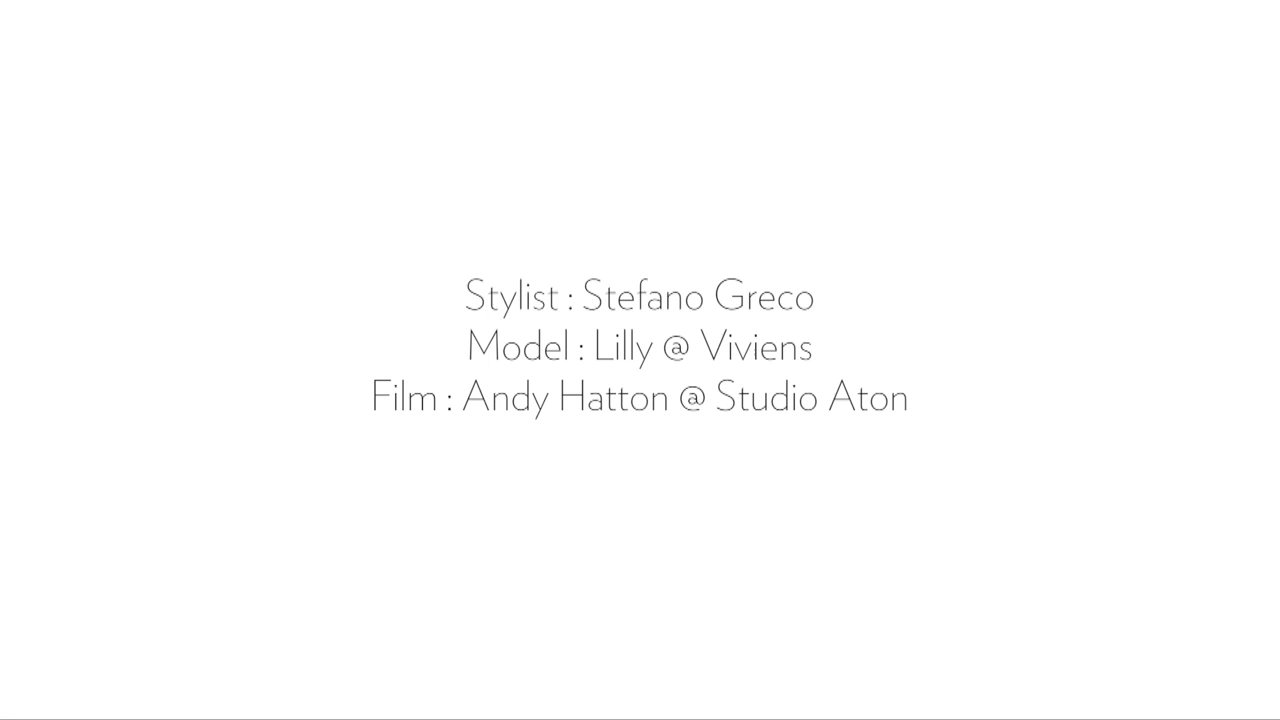 Stylist : Stefano Greco
Model : Lilly @ Viviens
Film : Andy Hatton @ Studio Aton